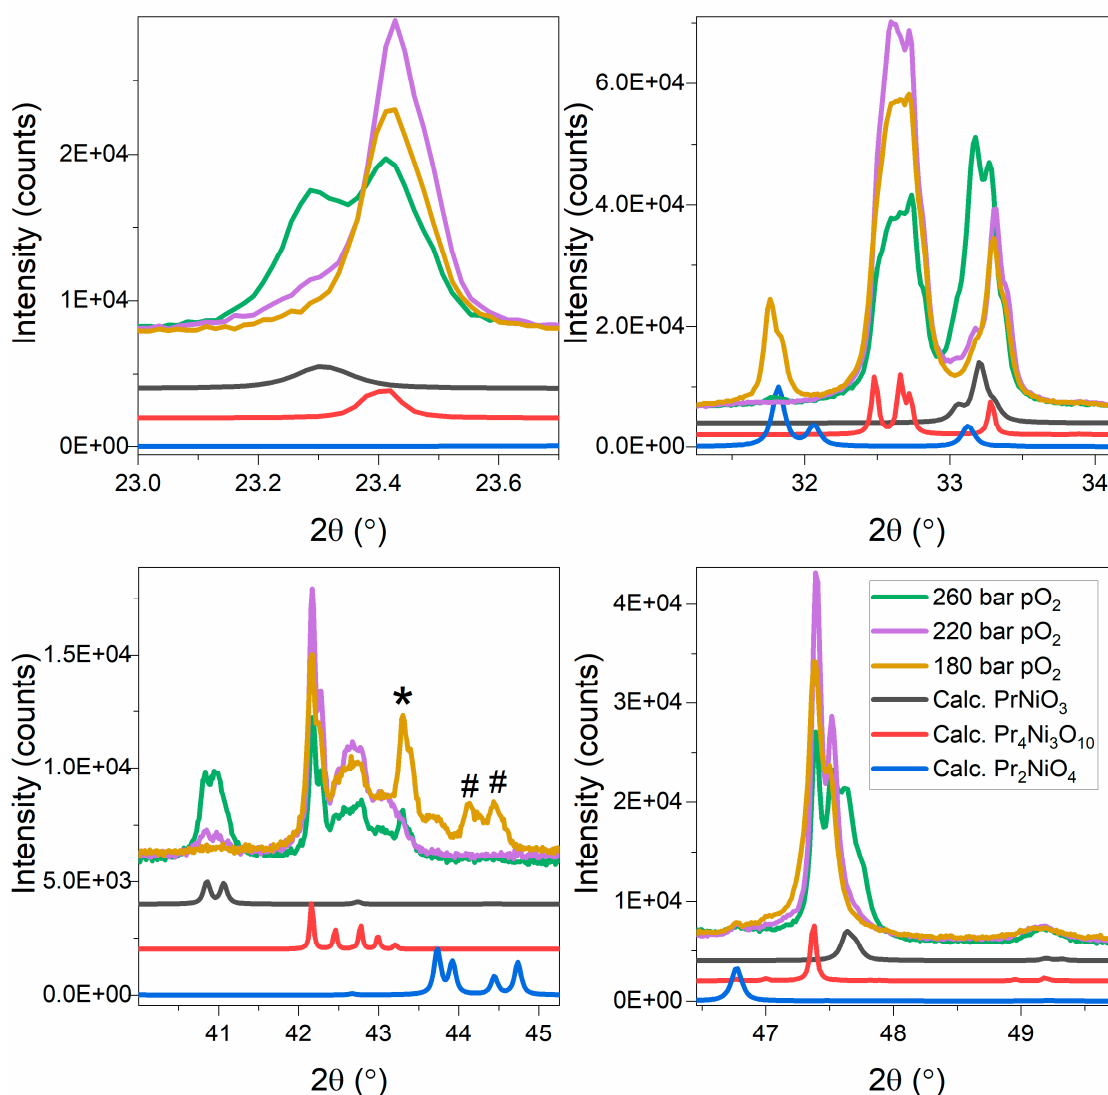 Intensity (counts)
2E+04
1E+04
0E+00
23.0 23.2 23.4 23.6
2θ (°)
Intensity (counts)
6.0E+04
4.0E+04
2.0E+04
0.0E+00
32 33 34
2θ (°)
Intensity (counts)
1.5E+04
1.0E+04
5.0E+03
0.0E+00
* # #
41 42 43 44 45
2θ (°)
Intensity (counts)
4E+04
3E+04
2E+04
1E+04
0E+00
260 bar pO₂
220 bar pO₂
180 bar pO₂
Calc. PrNiO₃
Calc. Pr₄Ni₃O₁₀
Calc. Pr₂NiO₄
47 48 49
2θ (°)